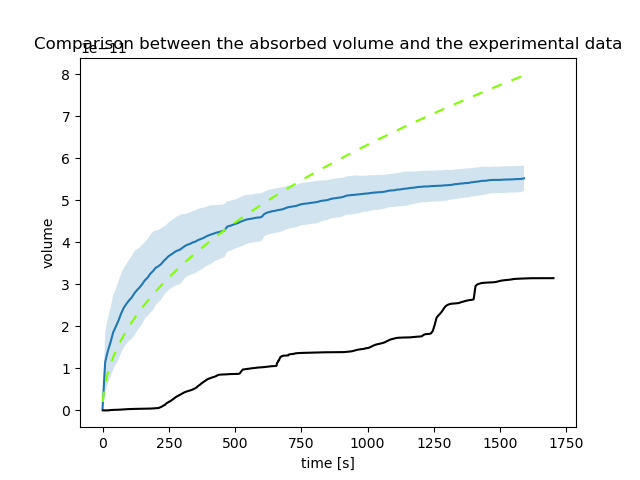 Comparison between the absorbed volume and the experimental data
1e−11
8
7
6
5
4
3
2
1
0
volume
0 250 500 750 1000 1250 1500 1750
time [s]